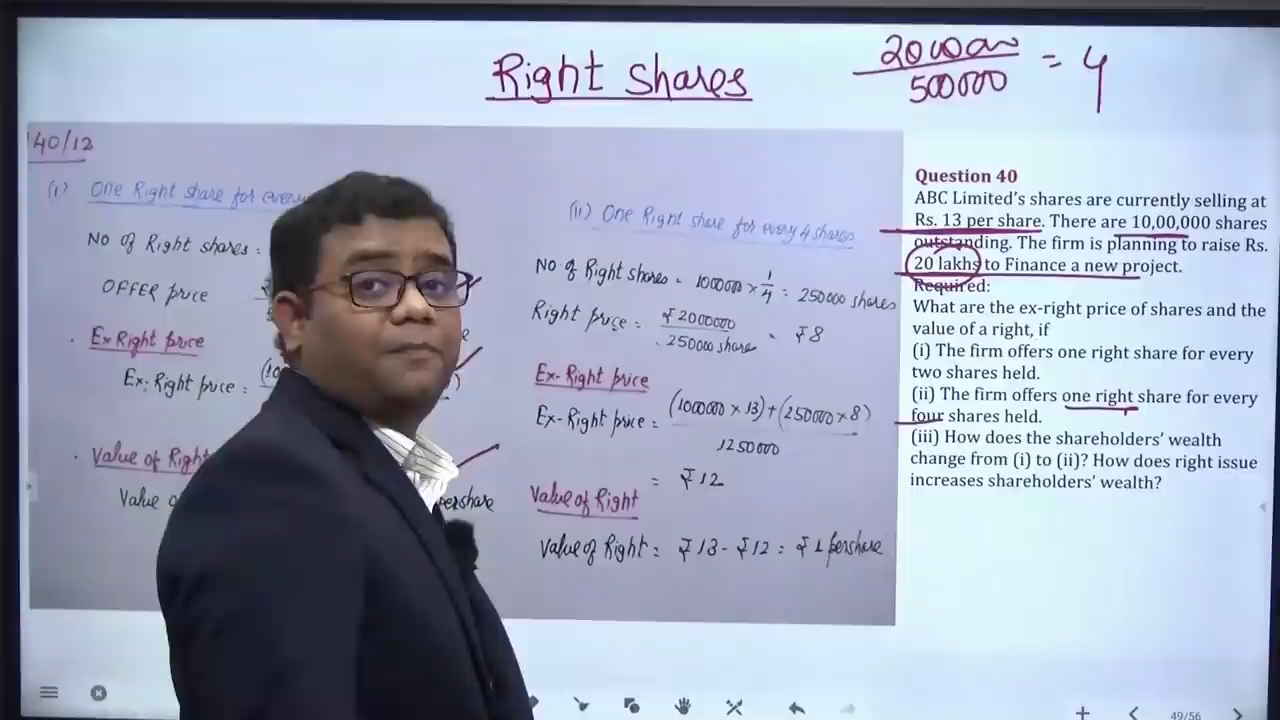 Right Shares
2000000
500000
= 4
40/12
(i) One Right share for every
No of Right shares =
OFFER price
Ex Right price
Ex-Right price =
Value of Right
Value
pershare
(ii) One Right share for every 4 shares
No of Right shares = 1000000 × 1/4 = 250000 shares
Right price = ₹2000000 / 250000 share = ₹8
Ex-Right price
Ex-Right price = (1000000 × 13)+(250000×8)
1250000
= ₹12
Value of Right
Value of Right = ₹13 - ₹12 = ₹1 pershare
Question 40
ABC Limited's shares are currently selling at
Rs. 13 per share. There are 10,00,000 shares
outstanding. The firm is planning to raise Rs.
20 lakhs to Finance a new project.
Required:
What are the ex-right price of shares and the
value of a right, if
(i) The firm offers one right share for every
two shares held.
(ii) The firm offers one right share for every
four shares held.
(iii) How does the shareholders' wealth
change from (i) to (ii)? How does right issue
increases shareholders' wealth?
49/56